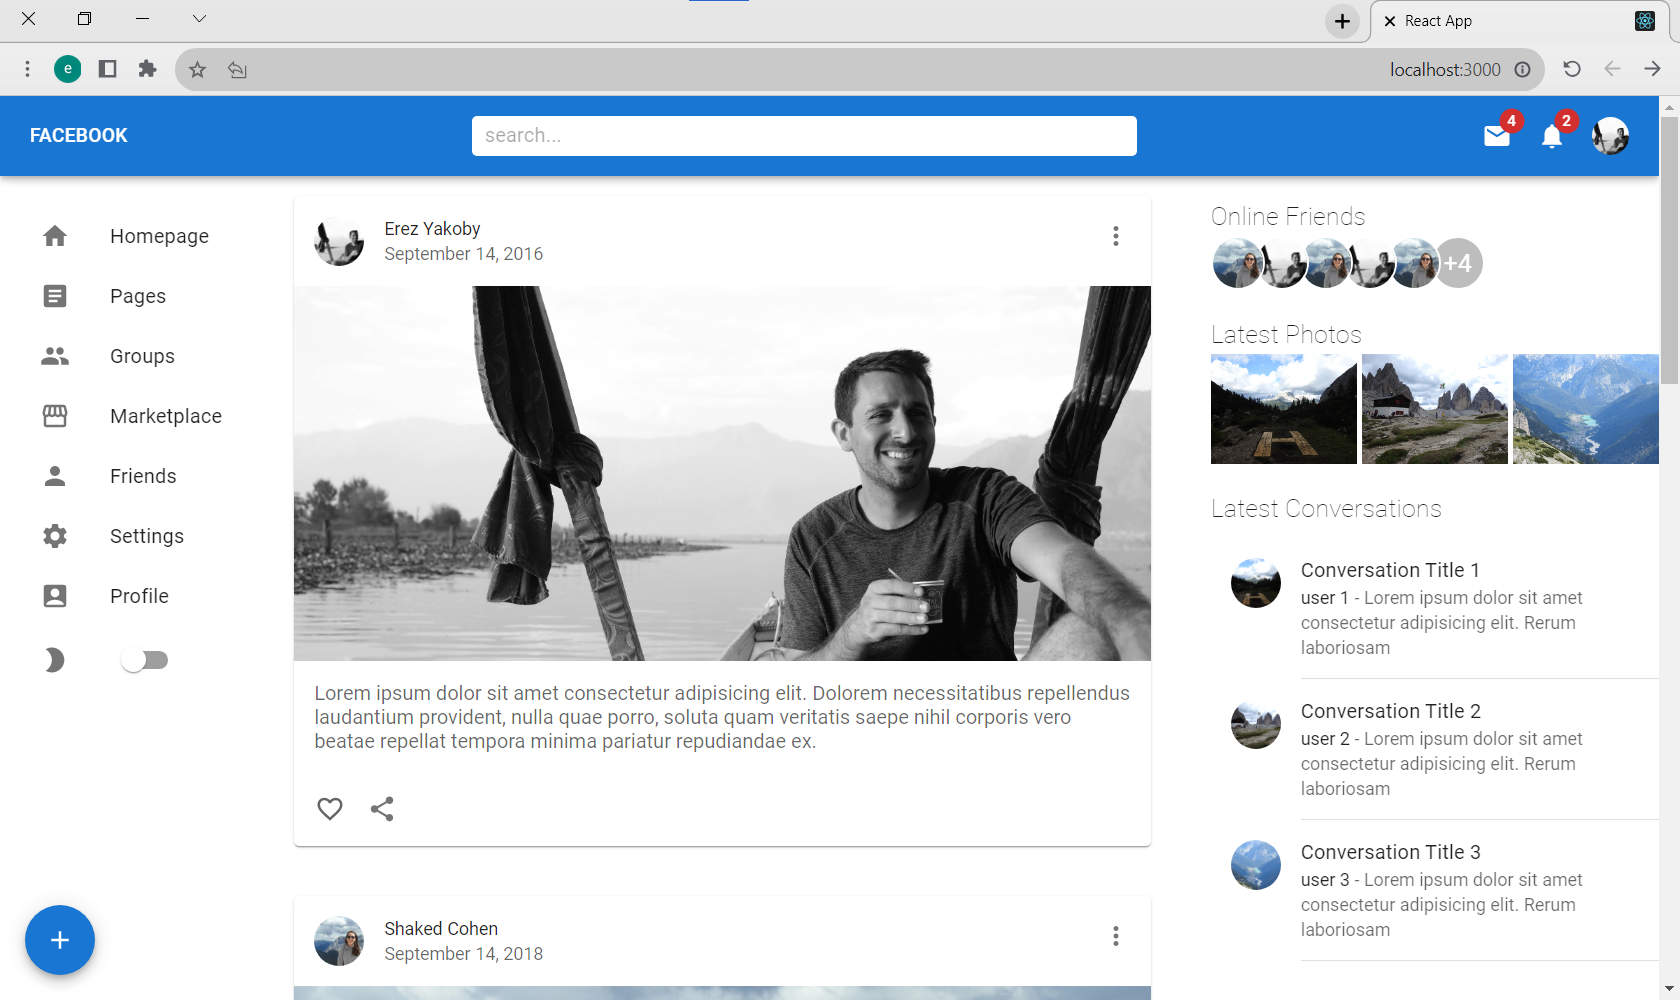 React App
e
localhost:3000
FACEBOOK
search...
4
2
Homepage
Pages
Groups
Marketplace
Friends
Settings
Profile
Erez Yakoby
September 14, 2016
Lorem ipsum dolor sit amet consectetur adipisicing elit. Dolorem necessitatibus repellendus
laudantium provident, nulla quae porro, soluta quam veritatis saepe nihil corporis vero
beatae repellat tempora minima pariatur repudiandae ex.
Shaked Cohen
September 14, 2018
Online Friends
+4
Latest Photos
Latest Conversations
Conversation Title 1
user 1 - Lorem ipsum dolor sit amet
consectetur adipisicing elit. Rerum
laboriosam
Conversation Title 2
user 2 - Lorem ipsum dolor sit amet
consectetur adipisicing elit. Rerum
laboriosam
Conversation Title 3
user 3 - Lorem ipsum dolor sit amet
consectetur adipisicing elit. Rerum
laboriosam